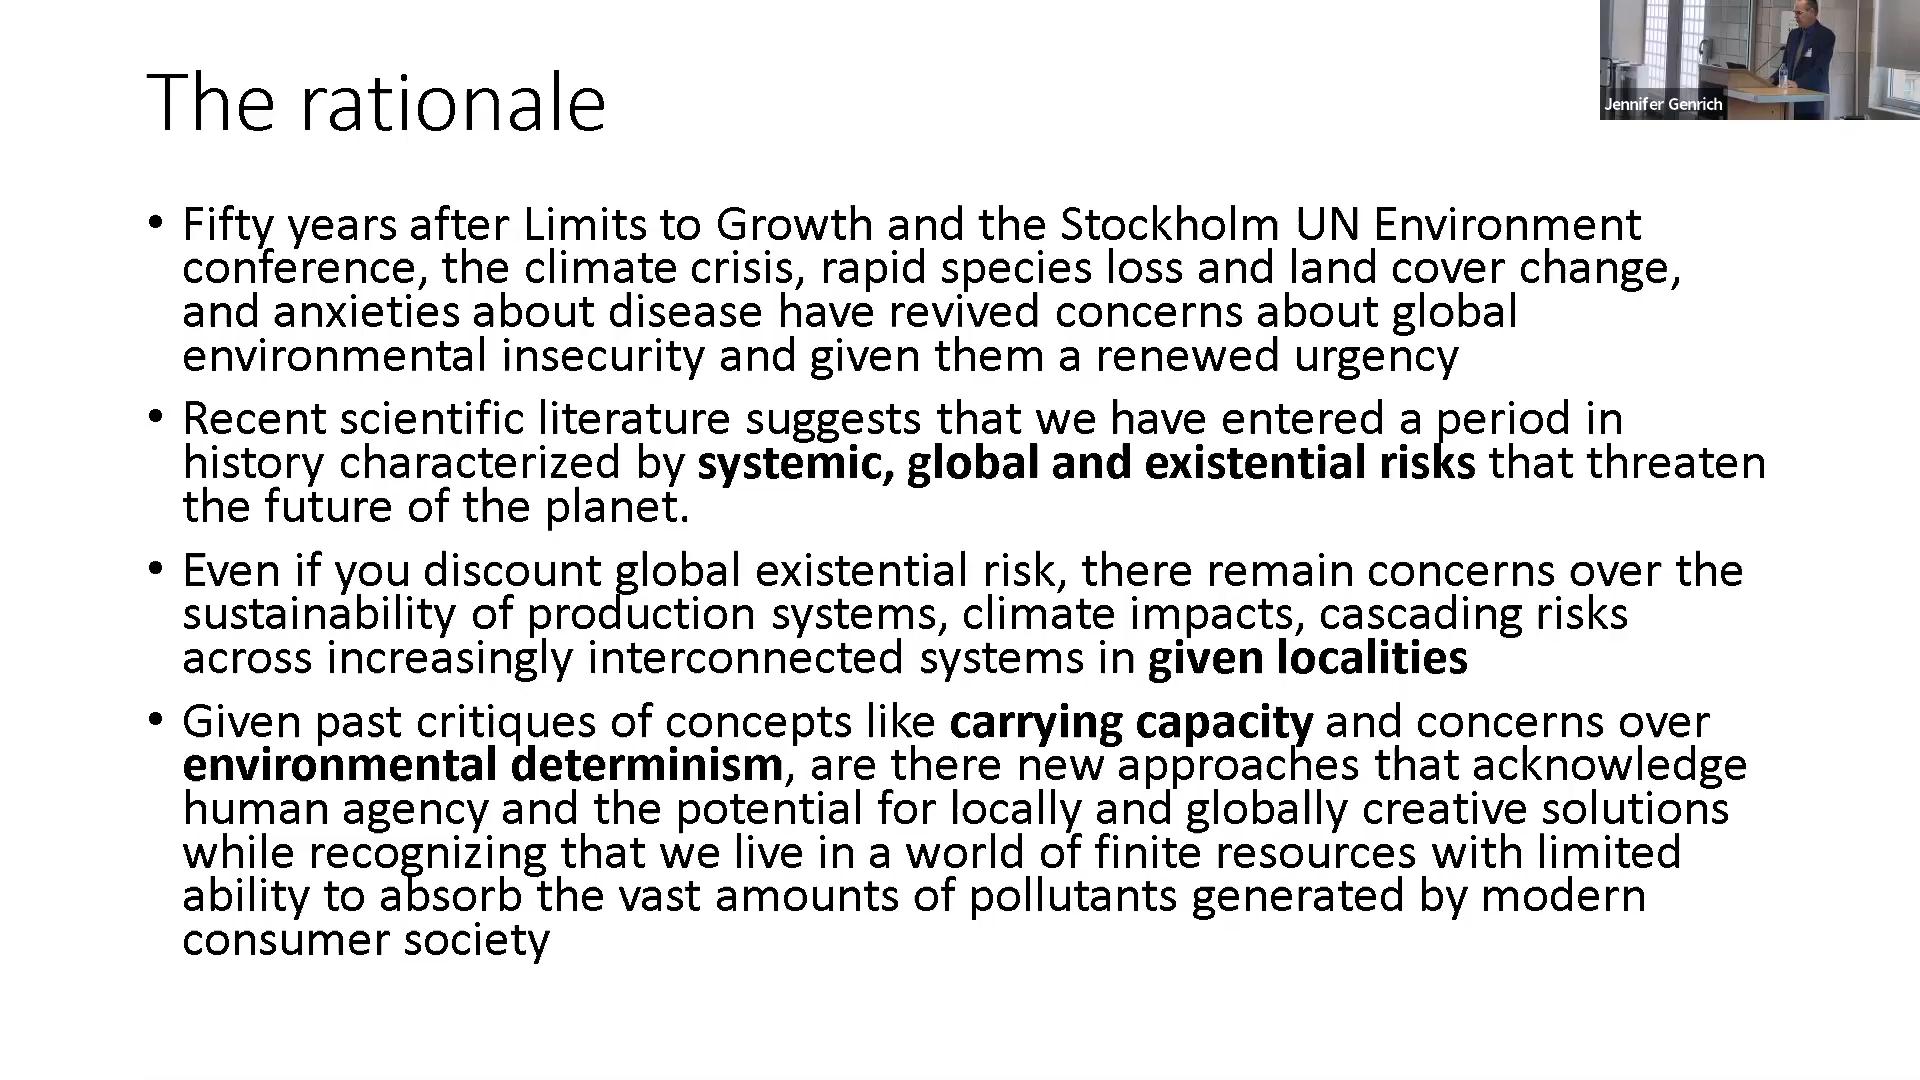 The rationale
Jennifer Genrich
• Fifty years after Limits to Growth and the Stockholm UN Environment
conference, the climate crisis, rapid species loss and land cover change,
and anxieties about disease have revived concerns about global
environmental insecurity and given them a renewed urgency
• Recent scientific literature suggests that we have entered a period in
history characterized by systemic, global and existential risks that threaten
the future of the planet.
• Even if you discount global existential risk, there remain concerns over the
sustainability of production systems, climate impacts, cascading risks
across increasingly interconnected systems in given localities
• Given past critiques of concepts like carrying capacity and concerns over
environmental determinism, are there new approaches that acknowledge
human agency and the potential for locally and globally creative solutions
while recognizing that we live in a world of finite resources with limited
ability to absorb the vast amounts of pollutants generated by modern
consumer society